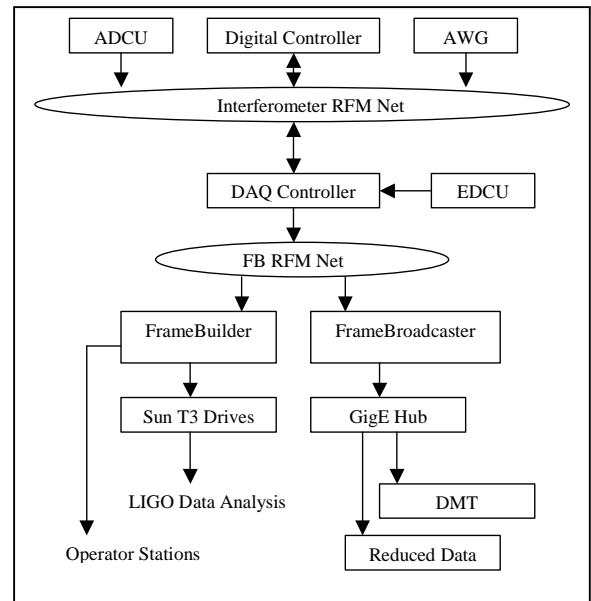 ADCU
Digital Controller
AWG
Interferometer RFM Net
DAQ Controller
EDCU
FB RFM Net
FrameBuilder
FrameBroadcaster
Sun T3 Drives
GigE Hub
LIGO Data Analysis
DMT
Operator Stations
Reduced Data